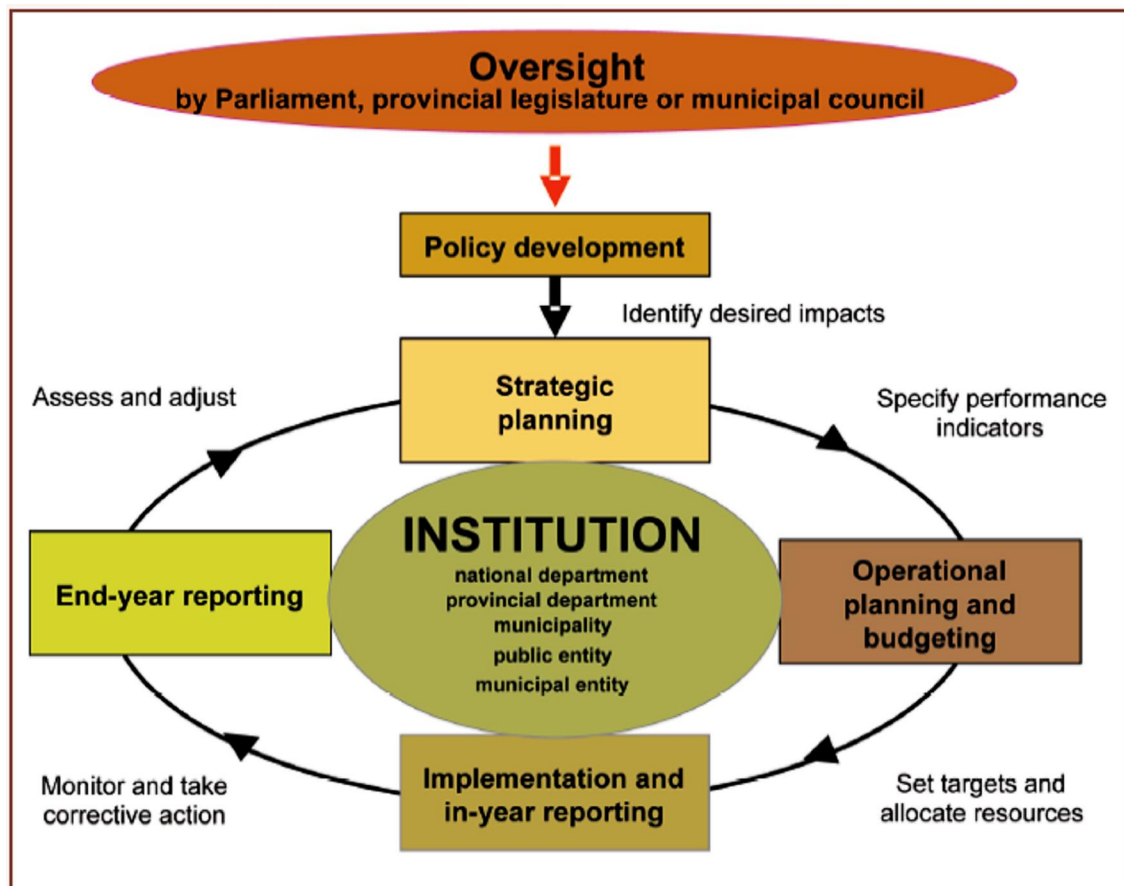 Oversight
by Parliament, provincial legislature or municipal council
Policy development
Identify desired impacts
Strategic
planning
Assess and adjust
Specify performance
indicators
INSTITUTION
national department
provincial department
municipality
public entity
municipal entity
End-year reporting
Operational
planning and
budgeting
Implementation and
in-year reporting
Monitor and take
corrective action
Set targets and
allocate resources